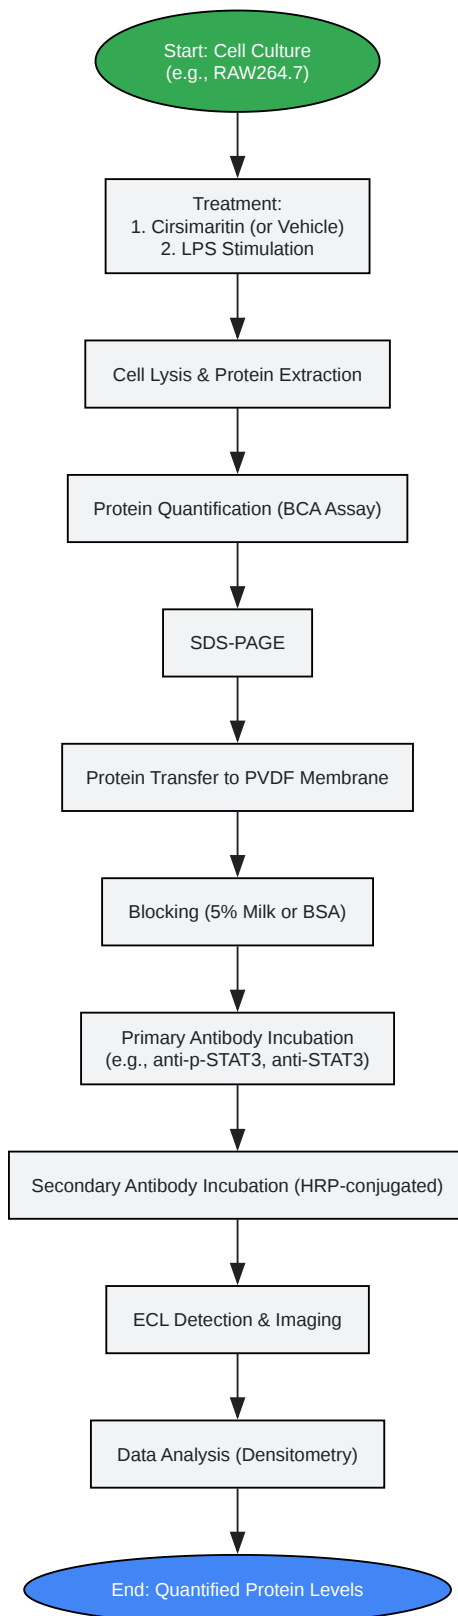 Start: Cell Culture
(e.g., RAW264.7)
Treatment:
1. Cirsimaritin (or Vehicle)
2. LPS Stimulation
Cell Lysis & Protein Extraction
Protein Quantification (BCA Assay)
SDS-PAGE
Protein Transfer to PVDF Membrane
Blocking (5% Milk or BSA)
Primary Antibody Incubation
(e.g., anti-p-STAT3, anti-STAT3)
Secondary Antibody Incubation (HRP-conjugated)
ECL Detection & Imaging
Data Analysis (Densitometry)
End: Quantified Protein Levels